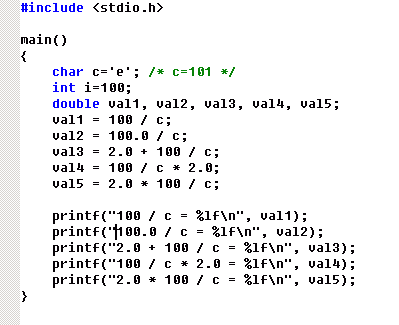 #include <stdio.h>
main()
{
char c='e'; /* c=101 */
int i=100;
double val1, val2, val3, val4, val5;
val1 = 100 / c;
val2 = 100.0 / c;
val3 = 2.0 + 100 / c;
val4 = 100 / c * 2.0;
val5 = 2.0 * 100 / c;
printf("100 / c = %lf\n", val1);
printf("100.0 / c = %lf\n", val2);
printf("2.0 + 100 / c = %lf\n", val3);
printf("100 / c * 2.0 = %lf\n", val4);
printf("2.0 * 100 / c = %lf\n", val5);
}